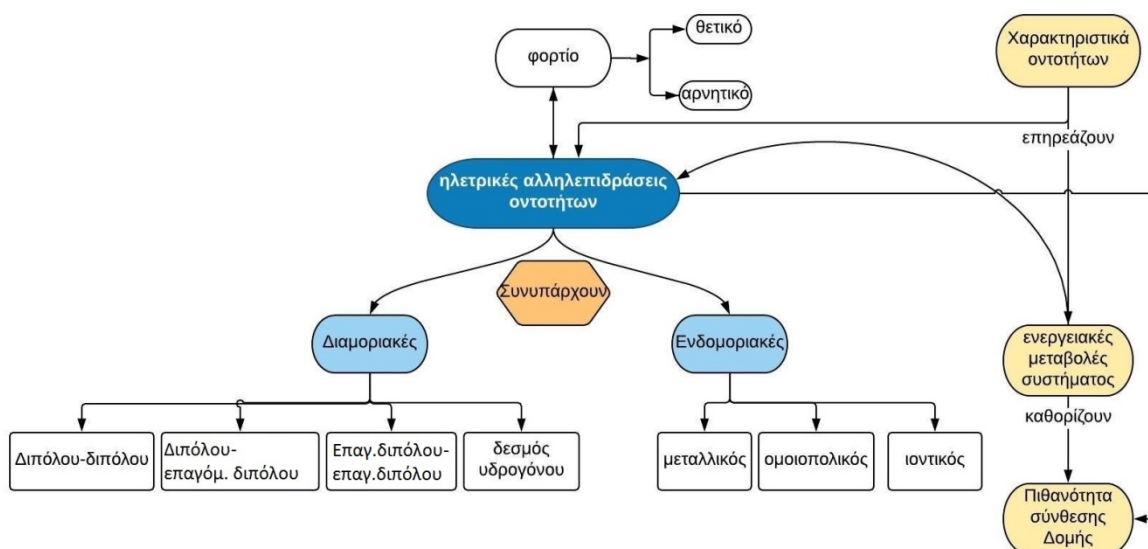 φορτίο
θετικό
αρνητικό
Χαρακτηριστικά
οντοτήτων
επηρεάζουν
ηλετρικές αλληλεπιδράσεις
οντοτήτων
Συνυπάρχουν
Διαμοριακές
Ενδομοριακές
ενεργειακές
μεταβολές
συστήματος
καθορίζουν
Διπόλου-διπόλου
Διπόλου-
επαγόμ. διπόλου
Επαγ.διπόλου-
επαγ.διπόλου
δεσμός
υδρογόνου
μεταλλικός
ομοιοπολικός
ιοντικός
Πιθανότητα
σύνθεσης
Δομής